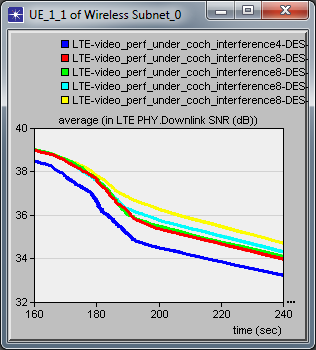 UE_1_1 of Wireless Subnet_0
LTE-video_perf_under_coch_interference4-DES-
LTE-video_perf_under_coch_interference8-DES-
LTE-video_perf_under_coch_interference8-DES-
LTE-video_perf_under_coch_interference8-DES-
LTE-video_perf_under_coch_interference8-DES-
average (in LTE PHY.Downlink SNR (dB))
40
38
36
34
32
160 180 200 220 240
...
time (sec)